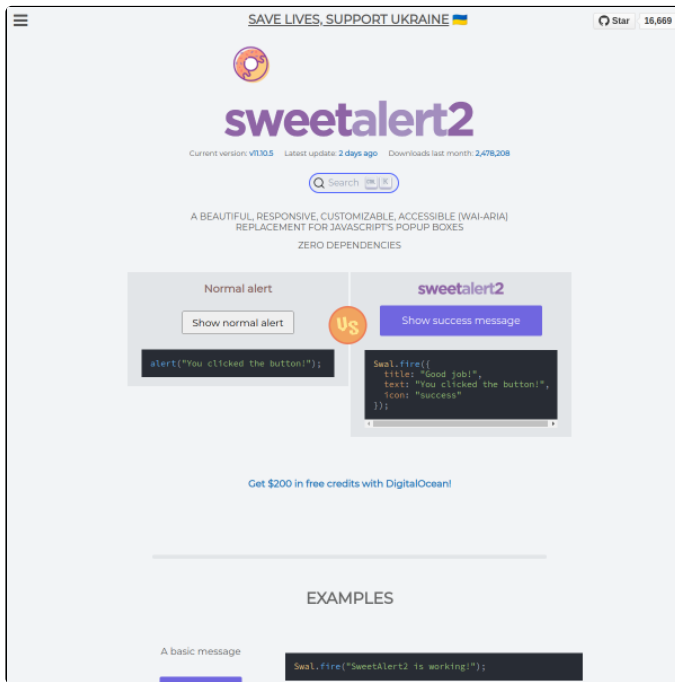 SAVE LIVES, SUPPORT UKRAINE
Star 16,669
sweetalert2
Current version: v11.10.5 Latest update: 2 days ago Downloads last month: 2,478,208
Search K
A BEAUTIFUL, RESPONSIVE, CUSTOMIZABLE, ACCESSIBLE (WAI-ARIA)
REPLACEMENT FOR JAVASCRIPT'S POPUP BOXES
ZERO DEPENDENCIES
Normal alert
Show normal alert
alert("You clicked the button!");
VS
sweetalert2
Show success message
Swal.fire({
title: "Good job!",
text: "You clicked the button!",
icon: "success"
});
Get $200 in free credits with DigitalOcean!
EXAMPLES
A basic message
Swal.fire("SweetAlert2 is working!");